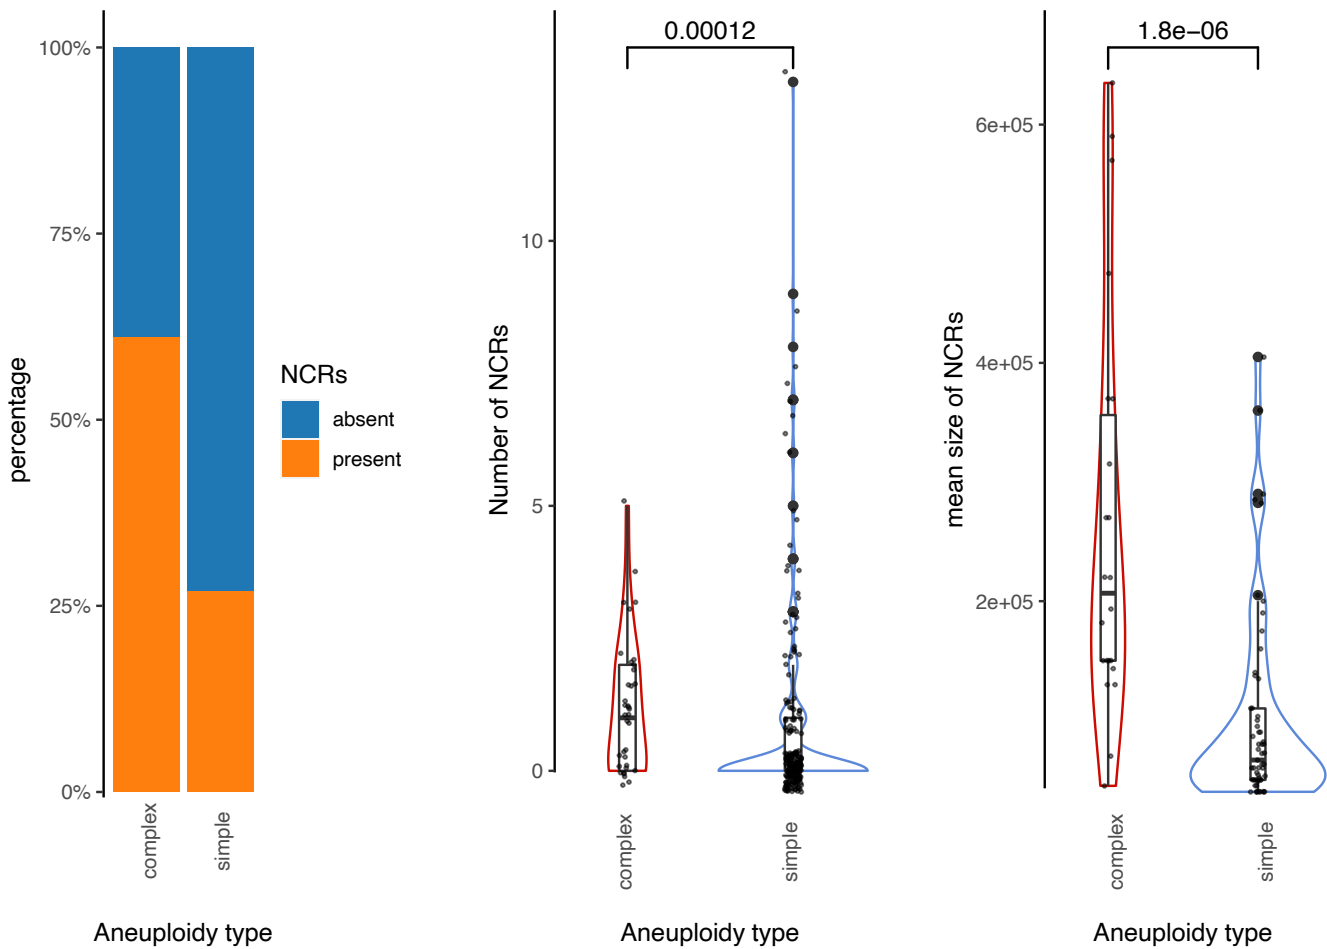 percentage
100%
75%
50%
25%
0%
complex
simple
Aneuploidy type
NCRs
absent
present
0.00012
Number of NCRs
10
5
0
complex
simple
Aneuploidy type
1.8e−06
mean size of NCRs
6e+05
4e+05
2e+05
complex
simple
Aneuploidy type